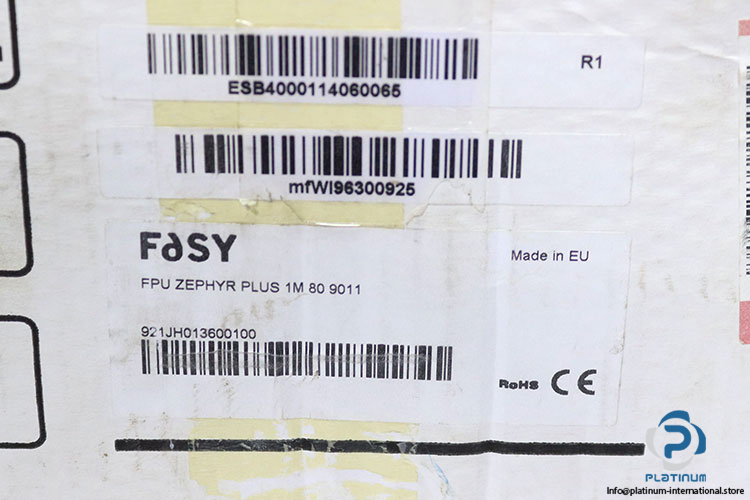 ESB4000114060065
R1
mfWI96300925
FASY
Made in EU
FPU ZEPHYR PLUS 1M 80 9011
921JH013600100
RoHS CE
PLATINUM
Info@platinum-international.store